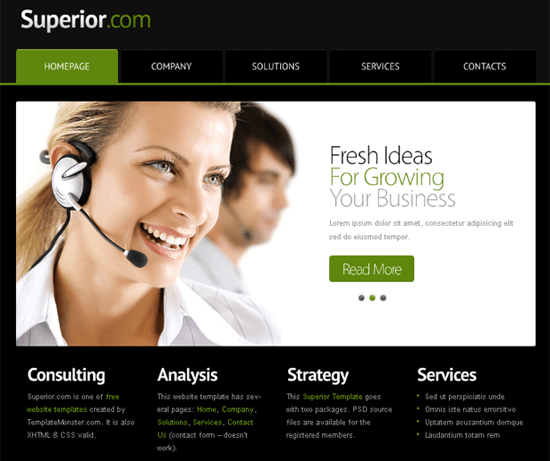 Superior.com
HOMEPAGE COMPANY SOLUTIONS SERVICES CONTACTS
Fresh Ideas
For Growing
Your Business
Lorem ipsum dolor sit amet, consectetur adipisicing elit
sed do eiusmod tempor.
Read More
Consulting
Superior.com is one of free
website templates created by
TemplateMonster.com. It is also
XHTML & CSS valid.
Analysis
This website template has sev-
eral pages: Home, Company,
Solutions, Services, Contact
Us (contact form – doesn't
work).
Strategy
This Superior Template goes
with two packages. PSD source
files are available for the
registered members.
Services
Sed ut perspiciatis unde
Omnis iste natus errorsitvo
Uptatem acusantium domque
Laudantium totam rem